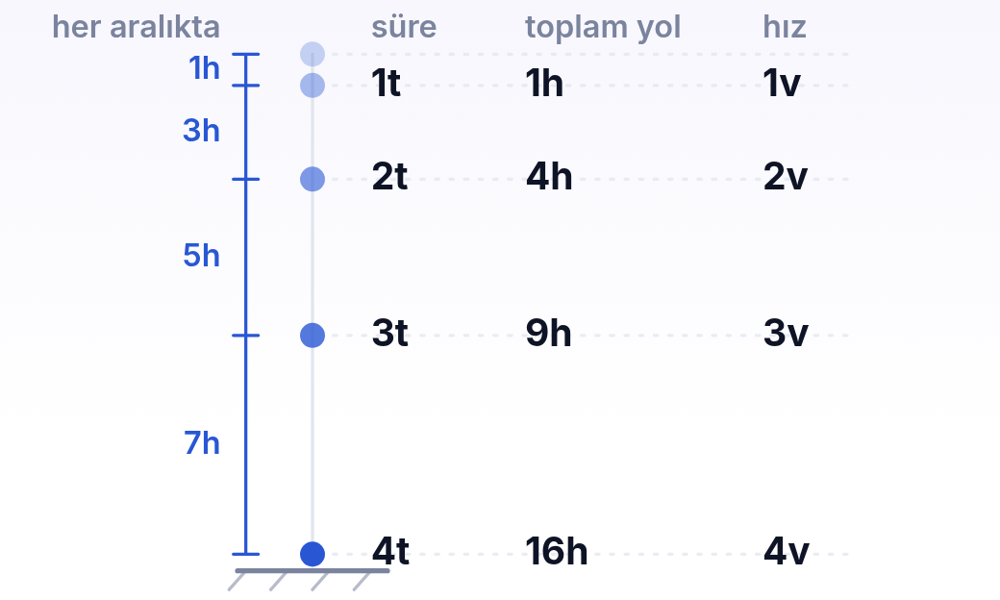 her aralıkta süre toplam yol hız
1h
1t 1h 1v
3h
2t 4h 2v
5h
3t 9h 3v
7h
4t 16h 4v